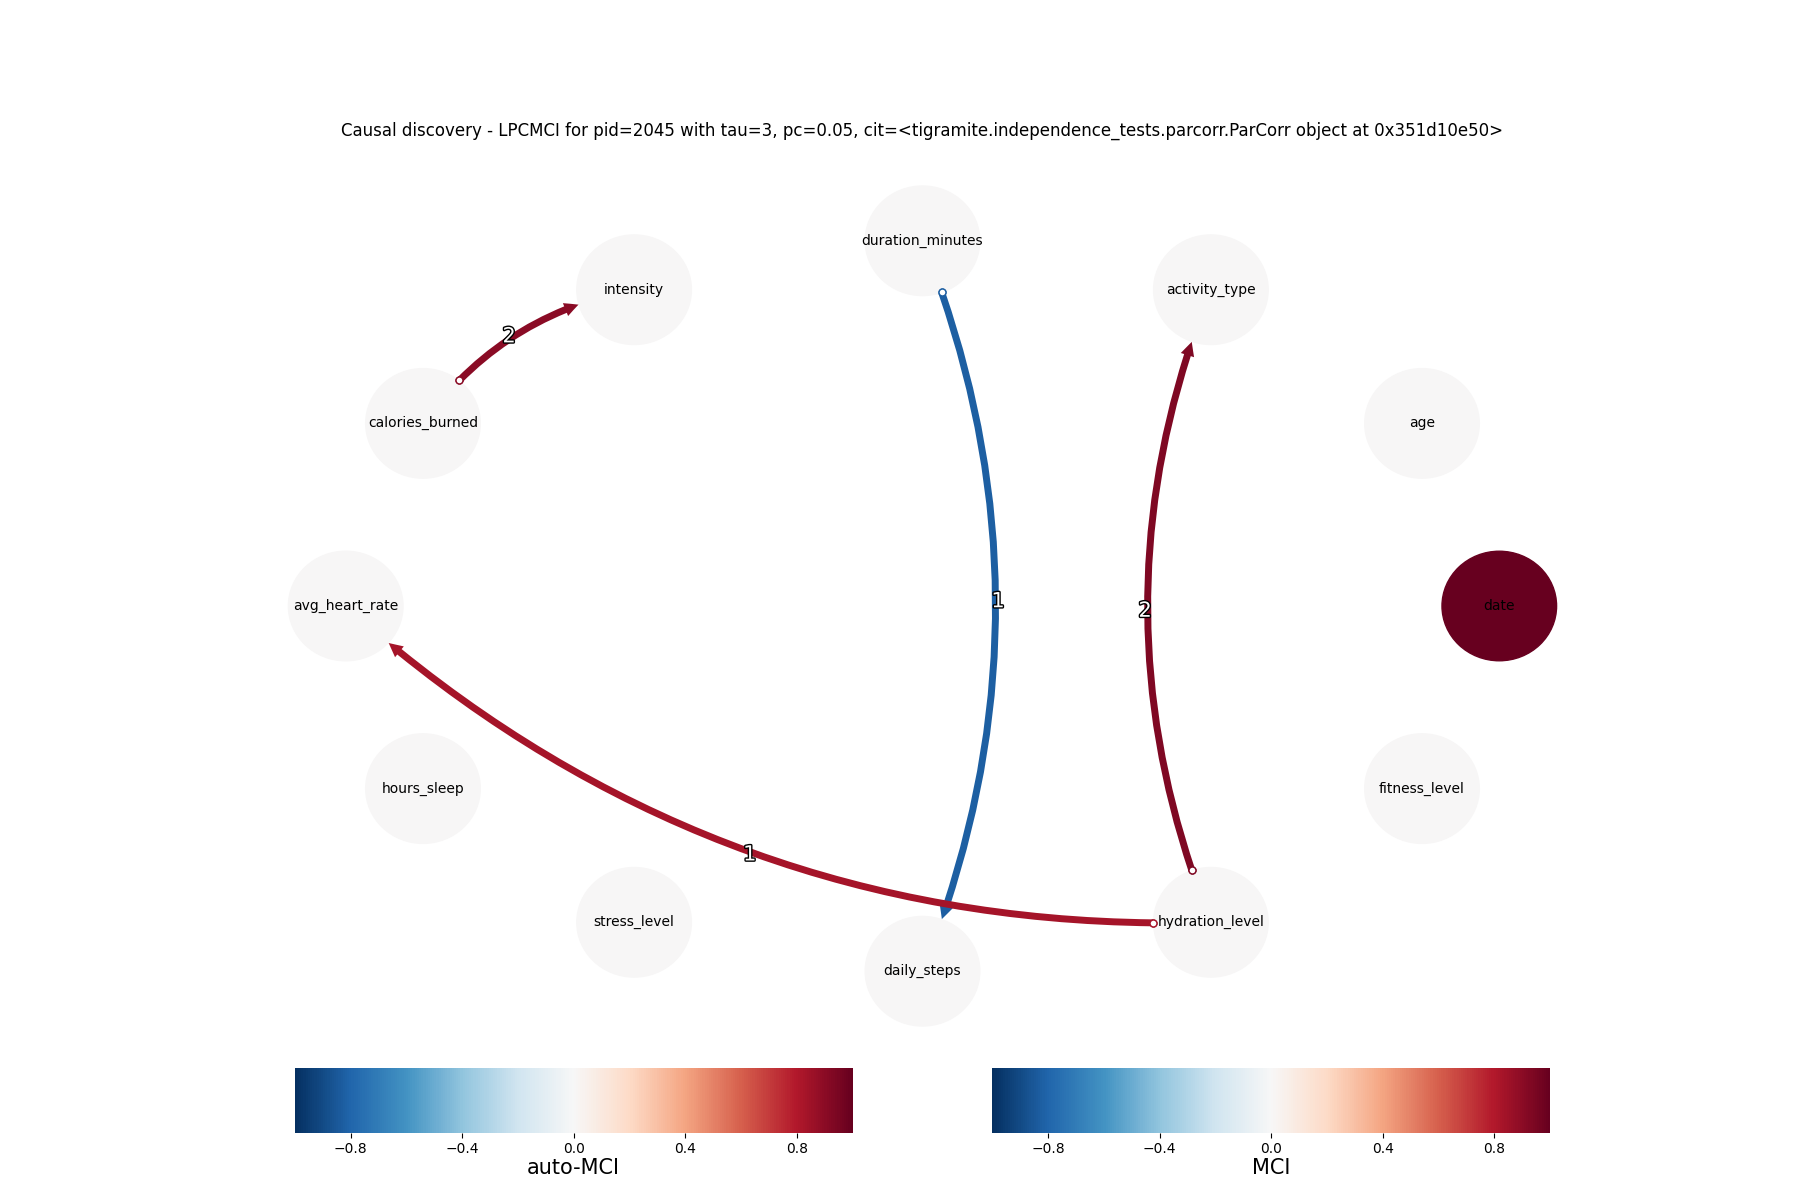 Causal discovery - LPCMCI for pid=2045 with tau=3, pc=0.05, cit=<tigramite.independence_tests.parcorr.ParCorr object at 0x351d10e50>
duration_minutes
intensity
activity_type
2
calories_burned
age
1
2
avg_heart_rate
date
hours_sleep
fitness_level
1
stress_level
hydration_level
daily_steps
−0.8 −0.4 0.0 0.4 0.8
auto-MCI
−0.8 −0.4 0.0 0.4 0.8
MCI